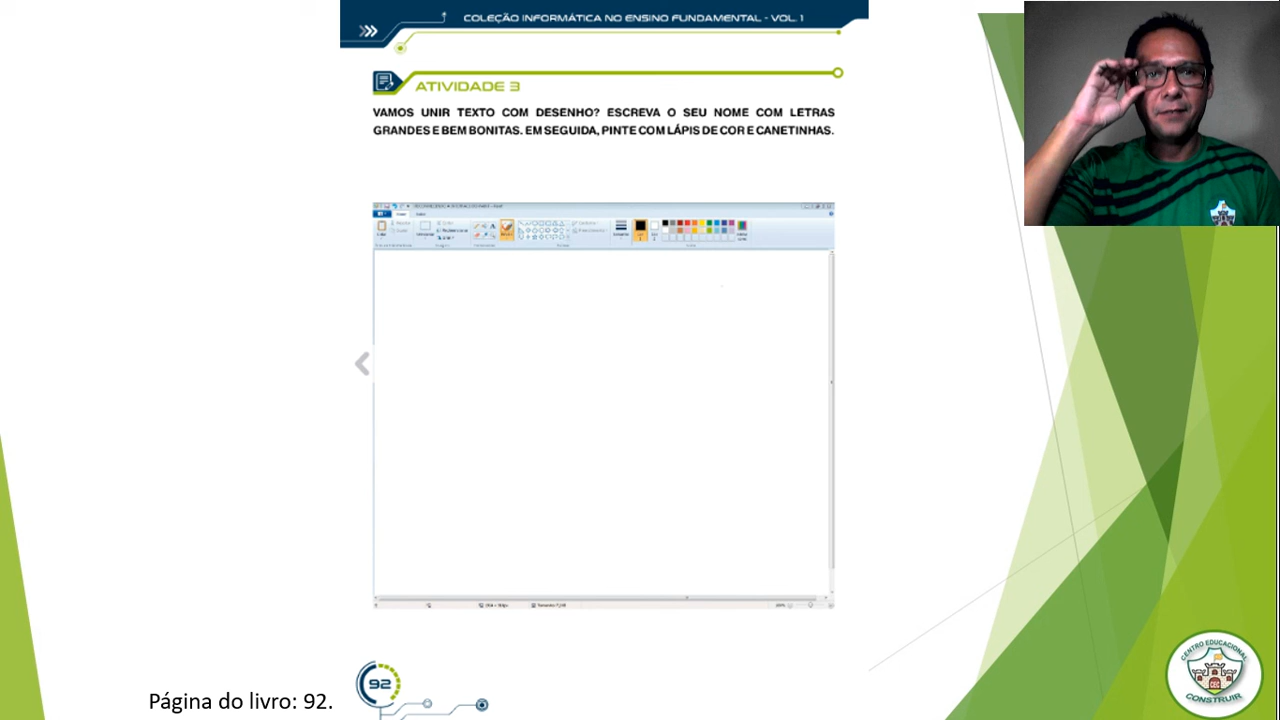 COLEÇÃO INFORMÁTICA NO ENSINO FUNDAMENTAL - VOL. 1
ATIVIDADE 3
VAMOS UNIR TEXTO COM DESENHO? ESCREVA O SEU NOME COM LETRAS
GRANDES E BEM BONITAS. EM SEGUIDA, PINTE COM LÁPIS DE COR E CANETINHAS.
92
Página do livro: 92.
CENTRO EDUCACIONAL
CEC
CONSTRUIR